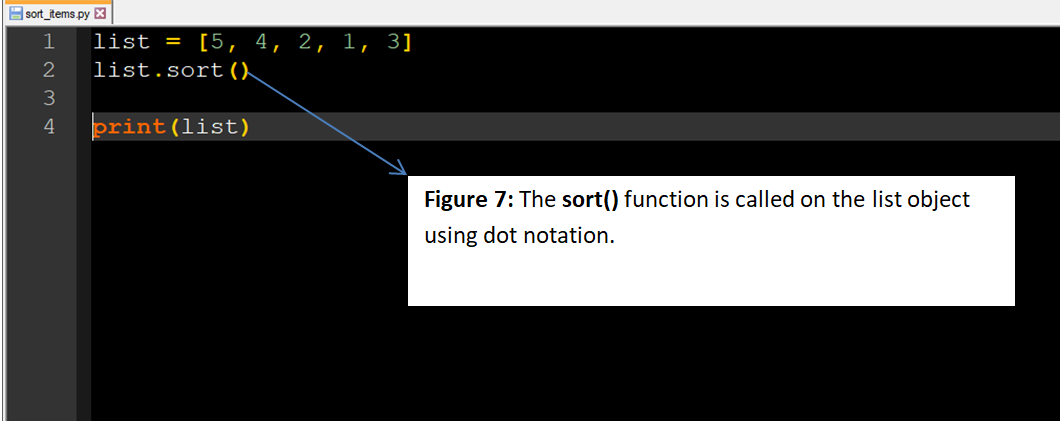 sort_items.py
1 list = [5, 4, 2, 1, 3]
2 list.sort()
3
4 print(list)
Figure 7: The sort() function is called on the list object
using dot notation.